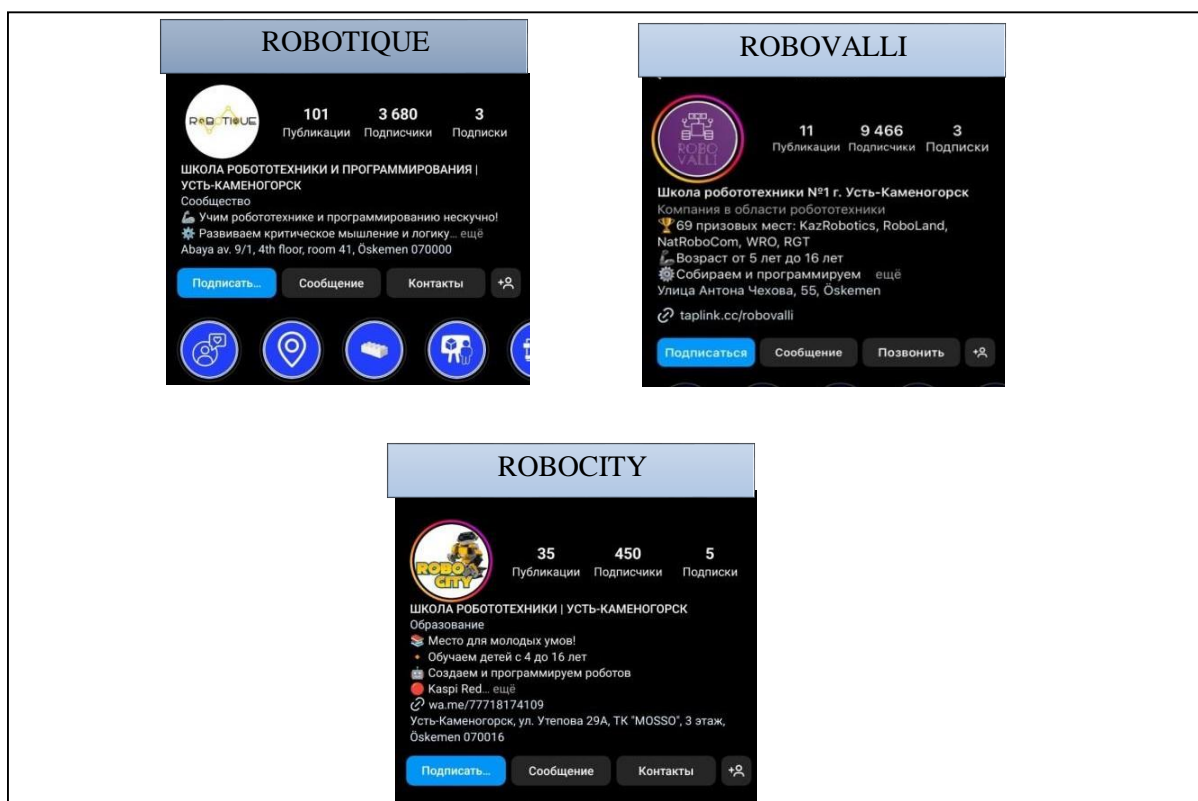 ROBOTIQUE
ROBOTIQUE
101 3 680 3
Публикации Подписчики Подписки
ШКОЛА РОБОТОТЕХНИКИ И ПРОГРАММИРОВАНИЯ |
УСТЬ-КАМЕНОГОРСК
Сообщество
🦾 Учим робототехнике и программированию нескучно!
⚙️ Развиваем критическое мышление и логику... ещё
Abaya av. 9/1, 4th floor, room 41, Öskemen 070000
Подписать... Сообщение Контакты
ROBOVALLI
ROBO
VALLI
11 9 466 3
Публикации Подписчики Подписки
Школа робототехники №1 г. Усть-Каменогорск
Компания в области робототехники
🏆69 призовых мест: KazRobotics, RoboLand,
NatRoboCom, WRO, RGT
🦾Возраст от 5 лет до 16 лет
⚙️Собираем и программируем ещё
Улица Антона Чехова, 55, Öskemen
taplink.cc/robovalli
Подписаться Сообщение Позвонить
ROBOCITY
ROBO
CITY
35 450 5
Публикации Подписчики Подписки
ШКОЛА РОБОТОТЕХНИКИ | УСТЬ-КАМЕНОГОРСК
Образование
📚 Место для молодых умов!
🔸 Обучаем детей с 4 до 16 лет
🤖 Создаем и программируем роботов
🔴 Kaspi Red... ещё
wa.me/77718174109
Усть-Каменогорск, ул. Утепова 29А, ТК "MOSSO", 3 этаж,
Öskemen 070016
Подписать... Сообщение Контакты